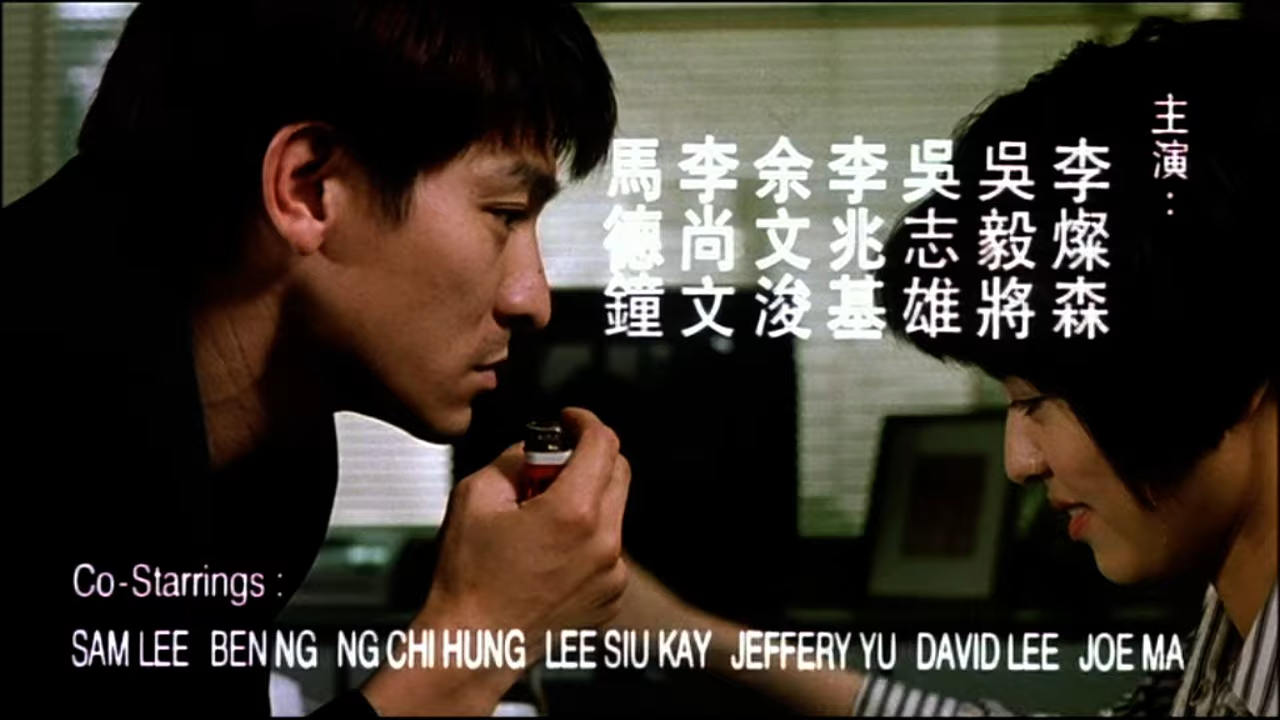 主演：
李燦森
吳毅將
吳志雄
李兆基
余文浚
李尚文
馬德鐘
Co-Starrings :
SAM LEE BEN NG NG CHI HUNG LEE SIU KAY JEFFERY YU DAVID LEE JOE MA